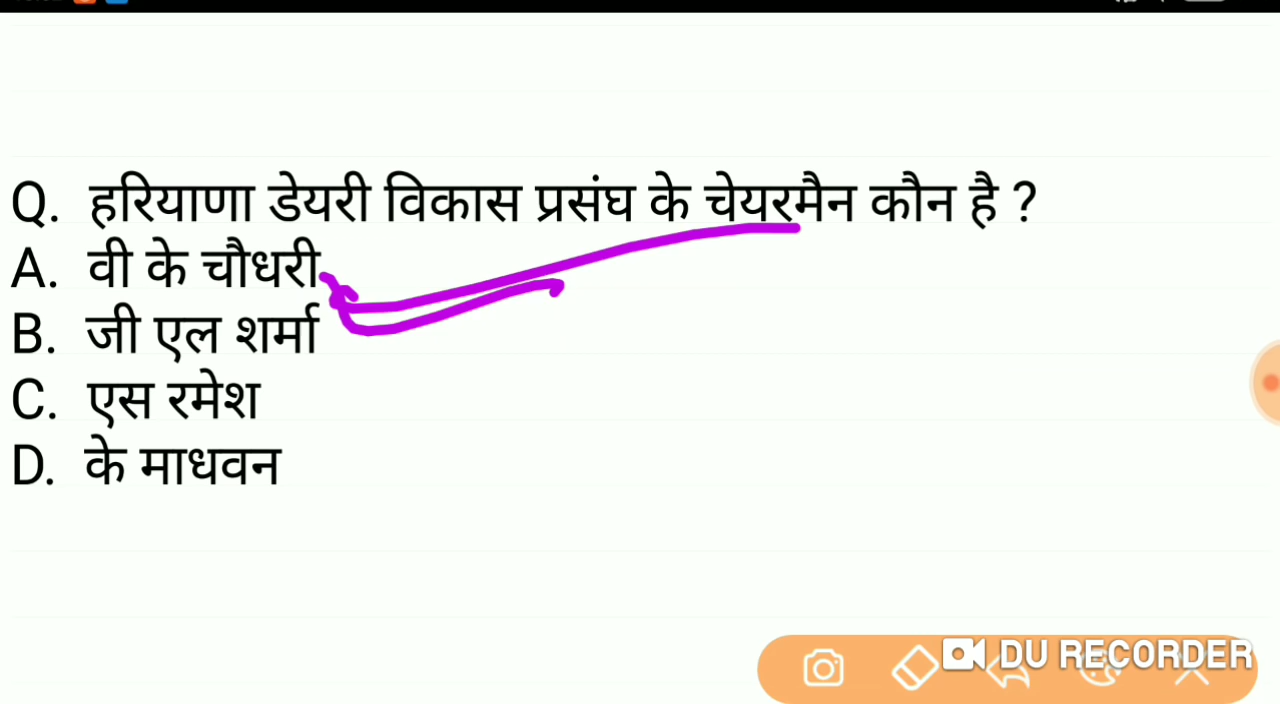 Q. हरियाणा डेयरी विकास प्रसंघ के चेयरमैन कौन है ?
A. वी के चौधरी
B. जी एल शर्मा
C. एस रमेश
D. के माधवन
DU RECORDER